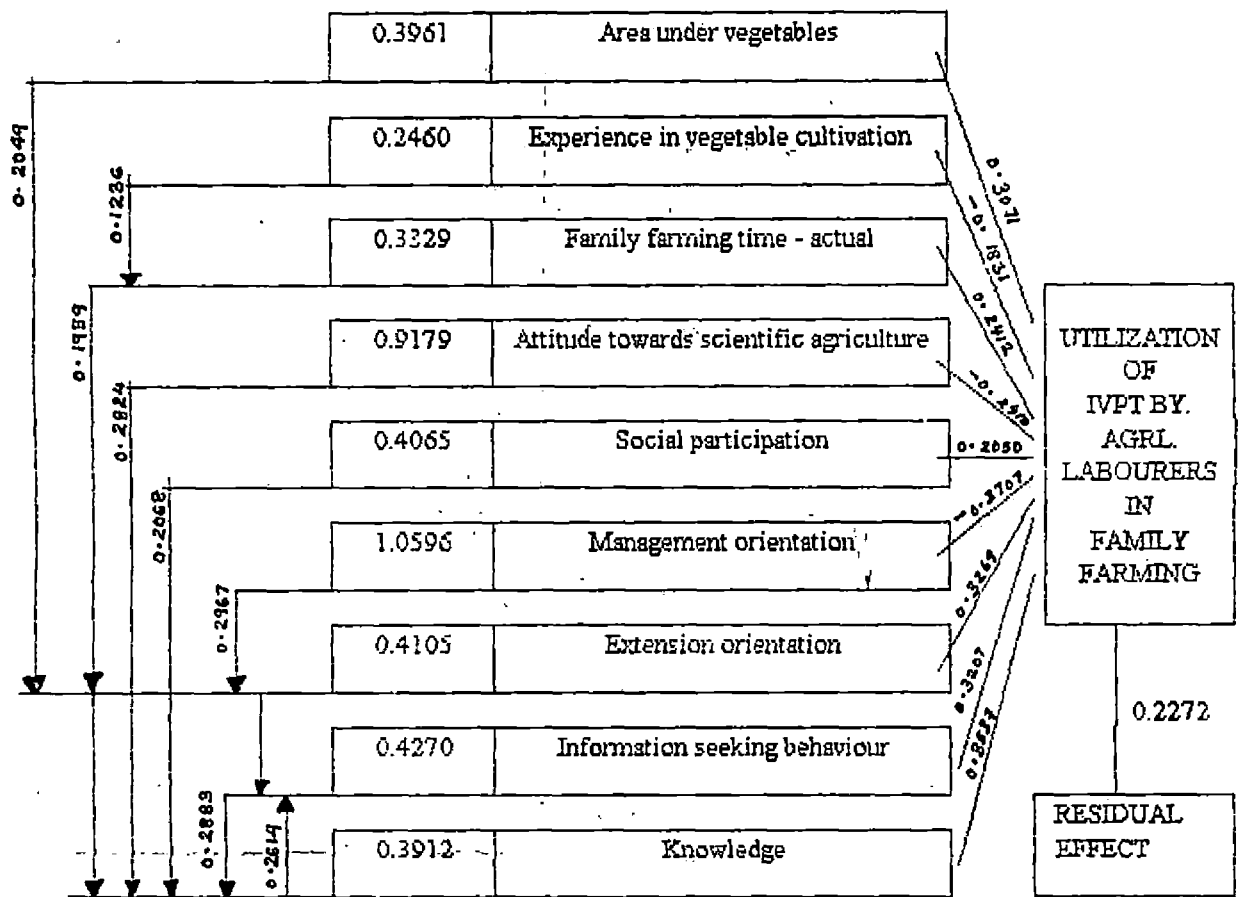 0.3961 Area under vegetables
0.2460 Experience in vegetable cultivation
0.3329 Family farming time - actual
0.9179 Attitude towards scientific agriculture
0.4065 Social participation
1.0596 Management orientation
0.4105 Extension orientation
0.4270 Information seeking behaviour
0.3912 Knowledge
0.2049
0.1236
0.1989
0.2824
0.2068
0.2967
0.2883
0.2619
0.3071
-0.1831
0.2412
0.2050
0.3269
0.3207
UTILIZATION
OF
IVPT BY.
AGRL.
LABOURERS
IN
FAMILY
FARMING
0.2272
RESIDUAL
EFFECT